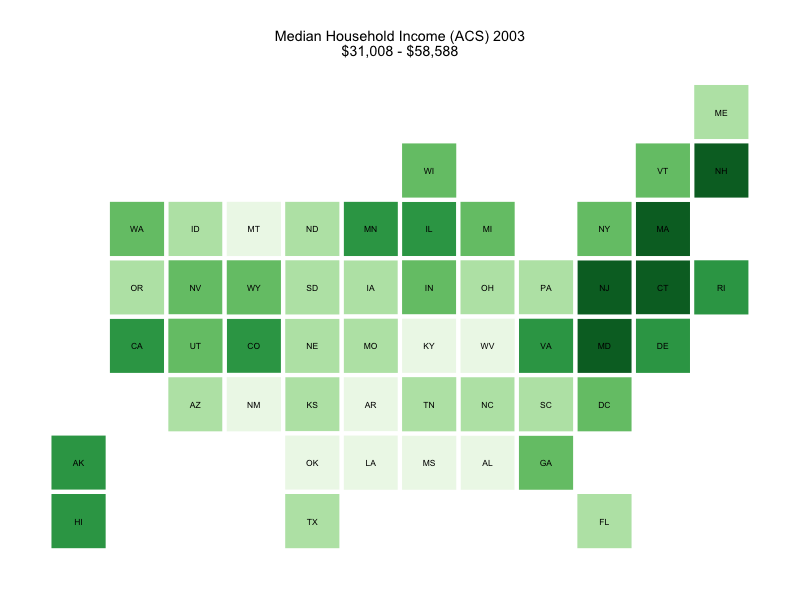 Median Household Income (ACS) 2003
$31,008 - $58,588
ME
WI VT NH
WA ID MT ND MN IL MI NY MA
OR NV WY SD IA IN OH PA NJ CT RI
CA UT CO NE MO KY WV VA MD DE
AZ NM KS AR TN NC SC DC
AK OK LA MS AL GA
HI TX FL